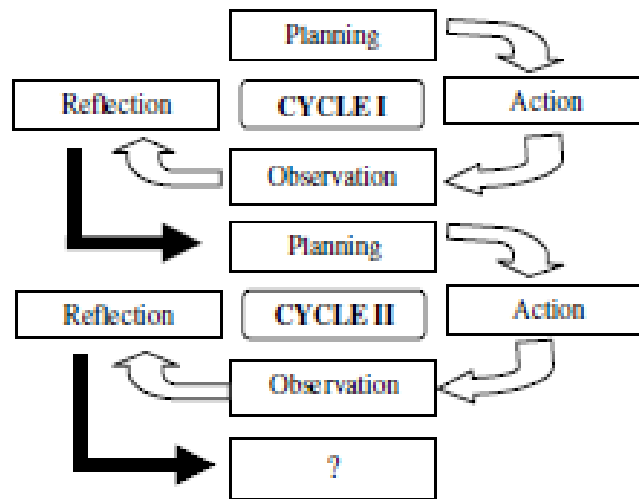 Planning
Reflection
CYCLE I
Action
Observation
Planning
Reflection
CYCLE II
Action
Observation
?